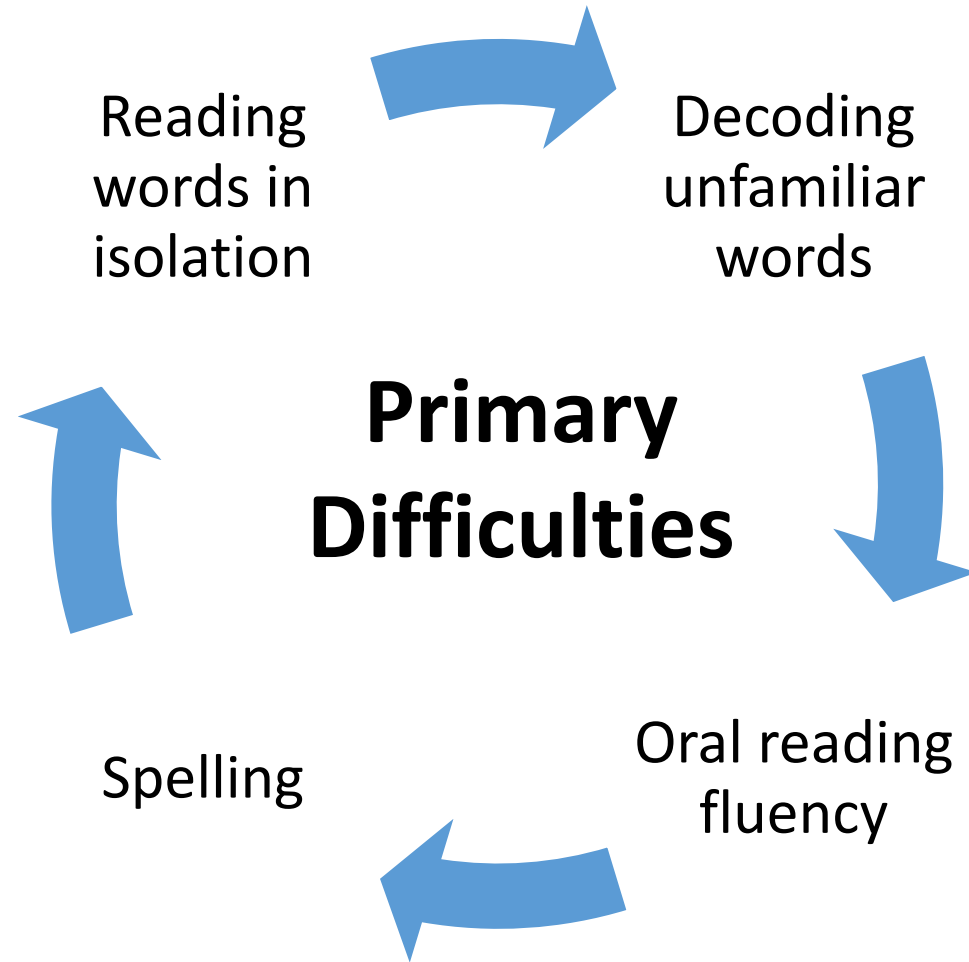 Reading
words in
isolation
Decoding
unfamiliar
words
Primary
Difficulties
Oral reading
fluency
Spelling